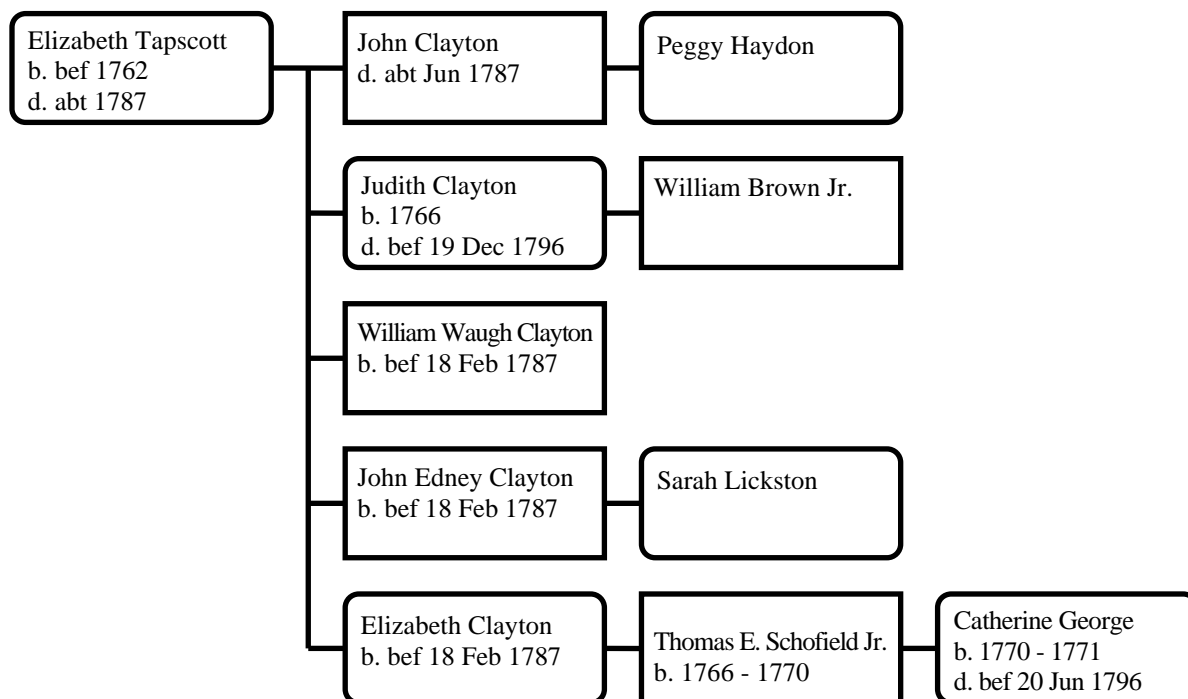 Elizabeth Tapscott
b. bef 1762
d. abt 1787
John Clayton
d. abt Jun 1787
Peggy Haydon
Judith Clayton
b. 1766
d. bef 19 Dec 1796
William Brown Jr.
William Waugh Clayton
b. bef 18 Feb 1787
John Edney Clayton
b. bef 18 Feb 1787
Sarah Lickston
Elizabeth Clayton
b. bef 18 Feb 1787
Thomas E. Schofield Jr.
b. 1766 - 1770
Catherine George
b. 1770 - 1771
d. bef 20 Jun 1796